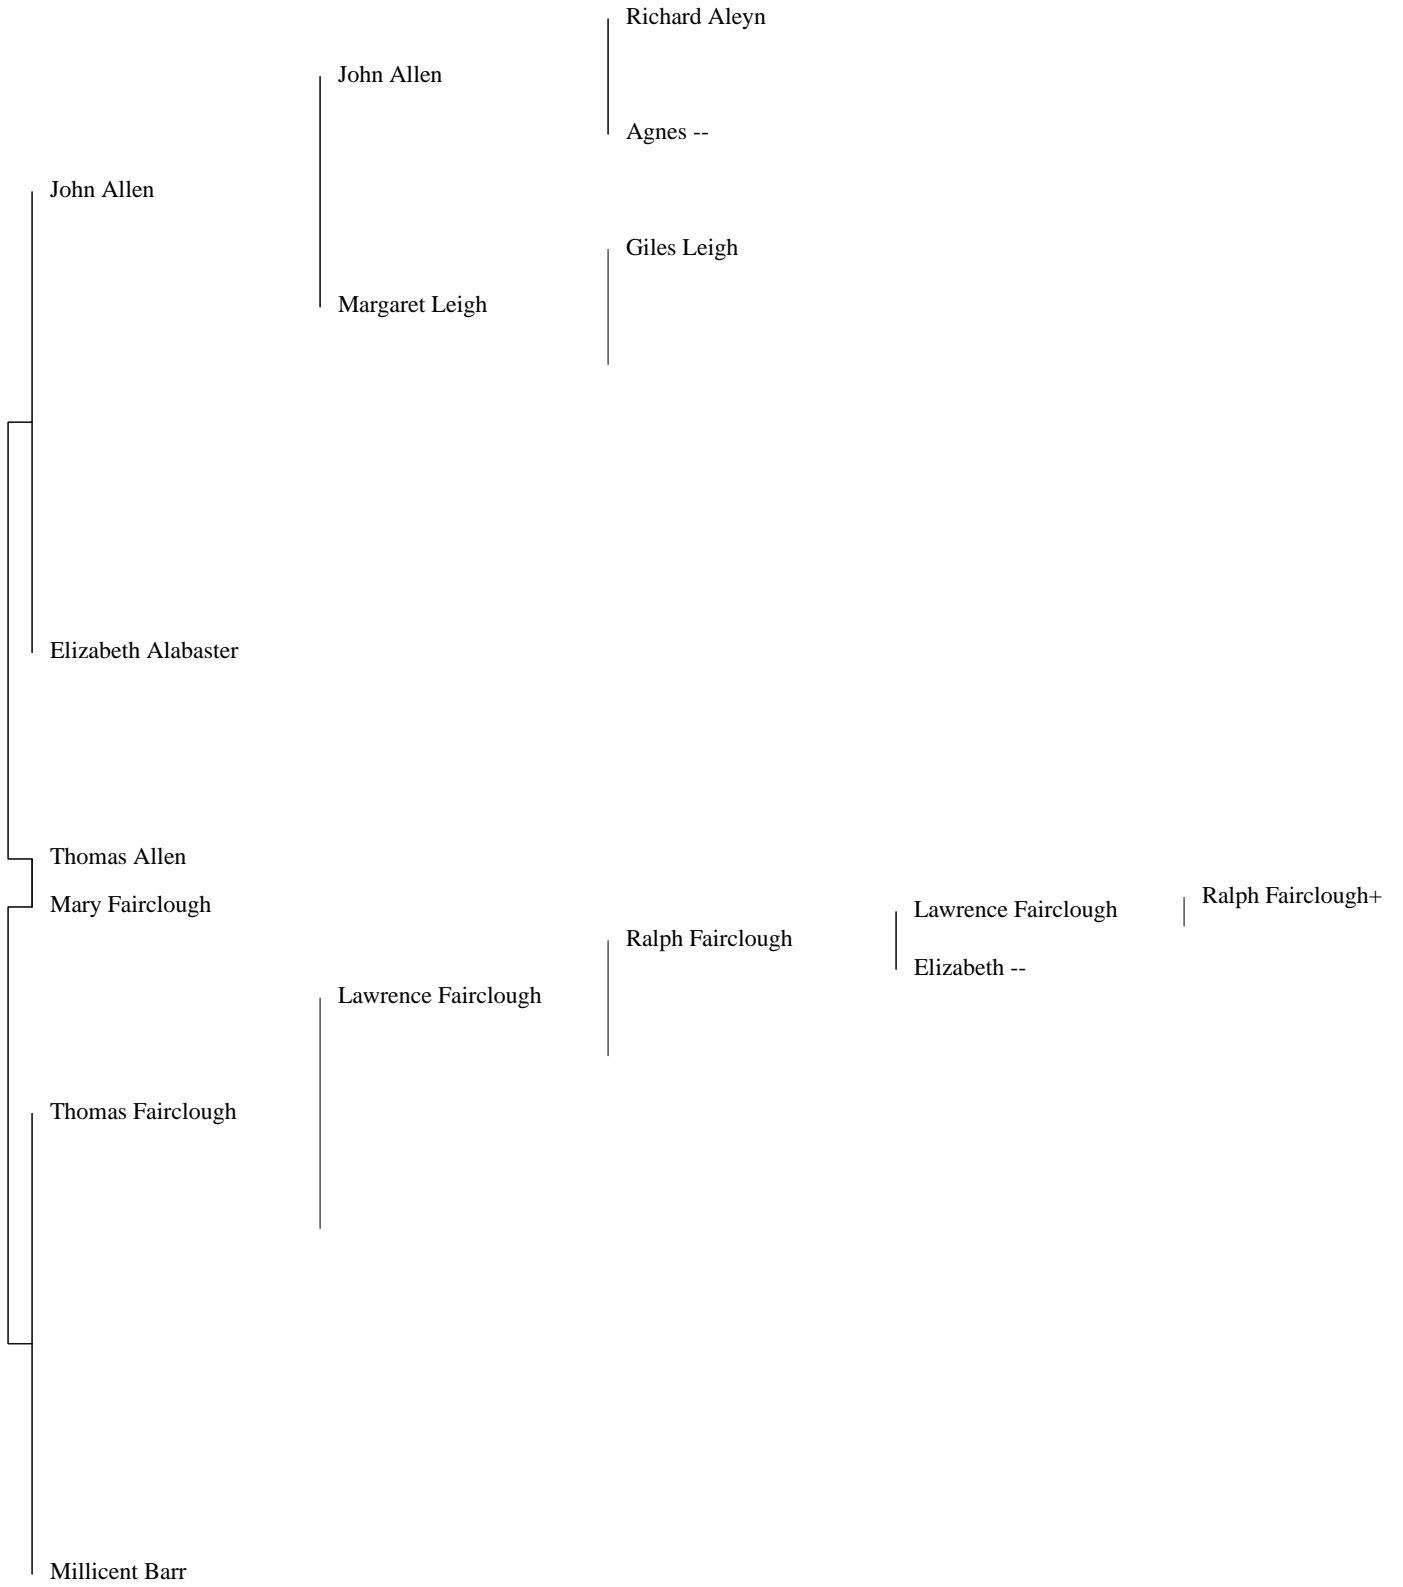 Richard Aleyn
John Allen
Agnes --
John Allen
Giles Leigh
Margaret Leigh
Elizabeth Alabaster
Thomas Allen
Ralph Fairclough+
Mary Fairclough
Lawrence Fairclough
Ralph Fairclough
Elizabeth --
Lawrence Fairclough
Thomas Fairclough
Millicent Barr